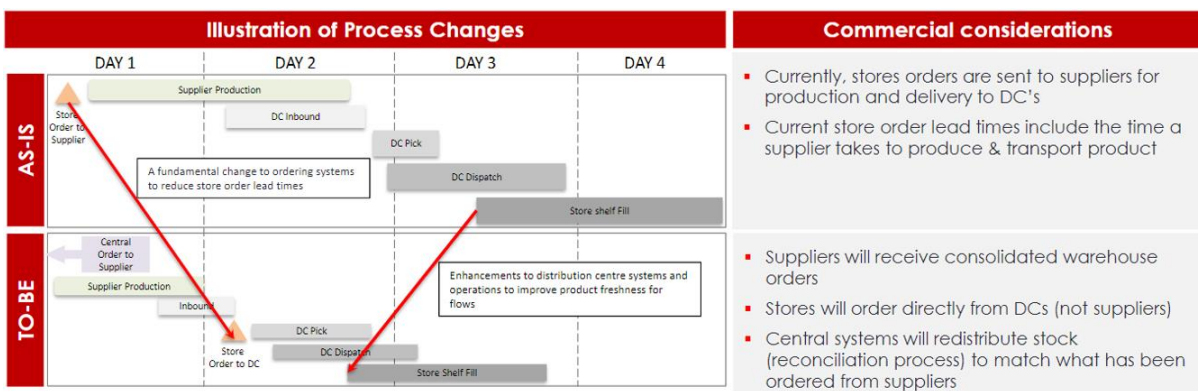 Illustration of Process Changes
DAY 1
DAY 2
DAY 3
DAY 4
AS-IS
Supplier Production
Store
Order to
Supplier
DC Inbound
DC Pick
A fundamental change to ordering systems
to reduce store order lead times
DC Dispatch
Store shelf Fill
TO-BE
Central
Order to
Supplier
Supplier Production
Inbound
Enhancements to distribution centre systems and
operations to improve product freshness for
flows
Store
Order to DC
DC Pick
DC Dispatch
Store Shelf Fill
Commercial considerations
▪ Currently, stores orders are sent to suppliers for
production and delivery to DC's
▪ Current store order lead times include the time a
supplier takes to produce & transport product
▪ Suppliers will receive consolidated warehouse
orders
▪ Stores will order directly from DCs (not suppliers)
▪ Central systems will redistribute stock
(reconciliation process) to match what has been
ordered from suppliers